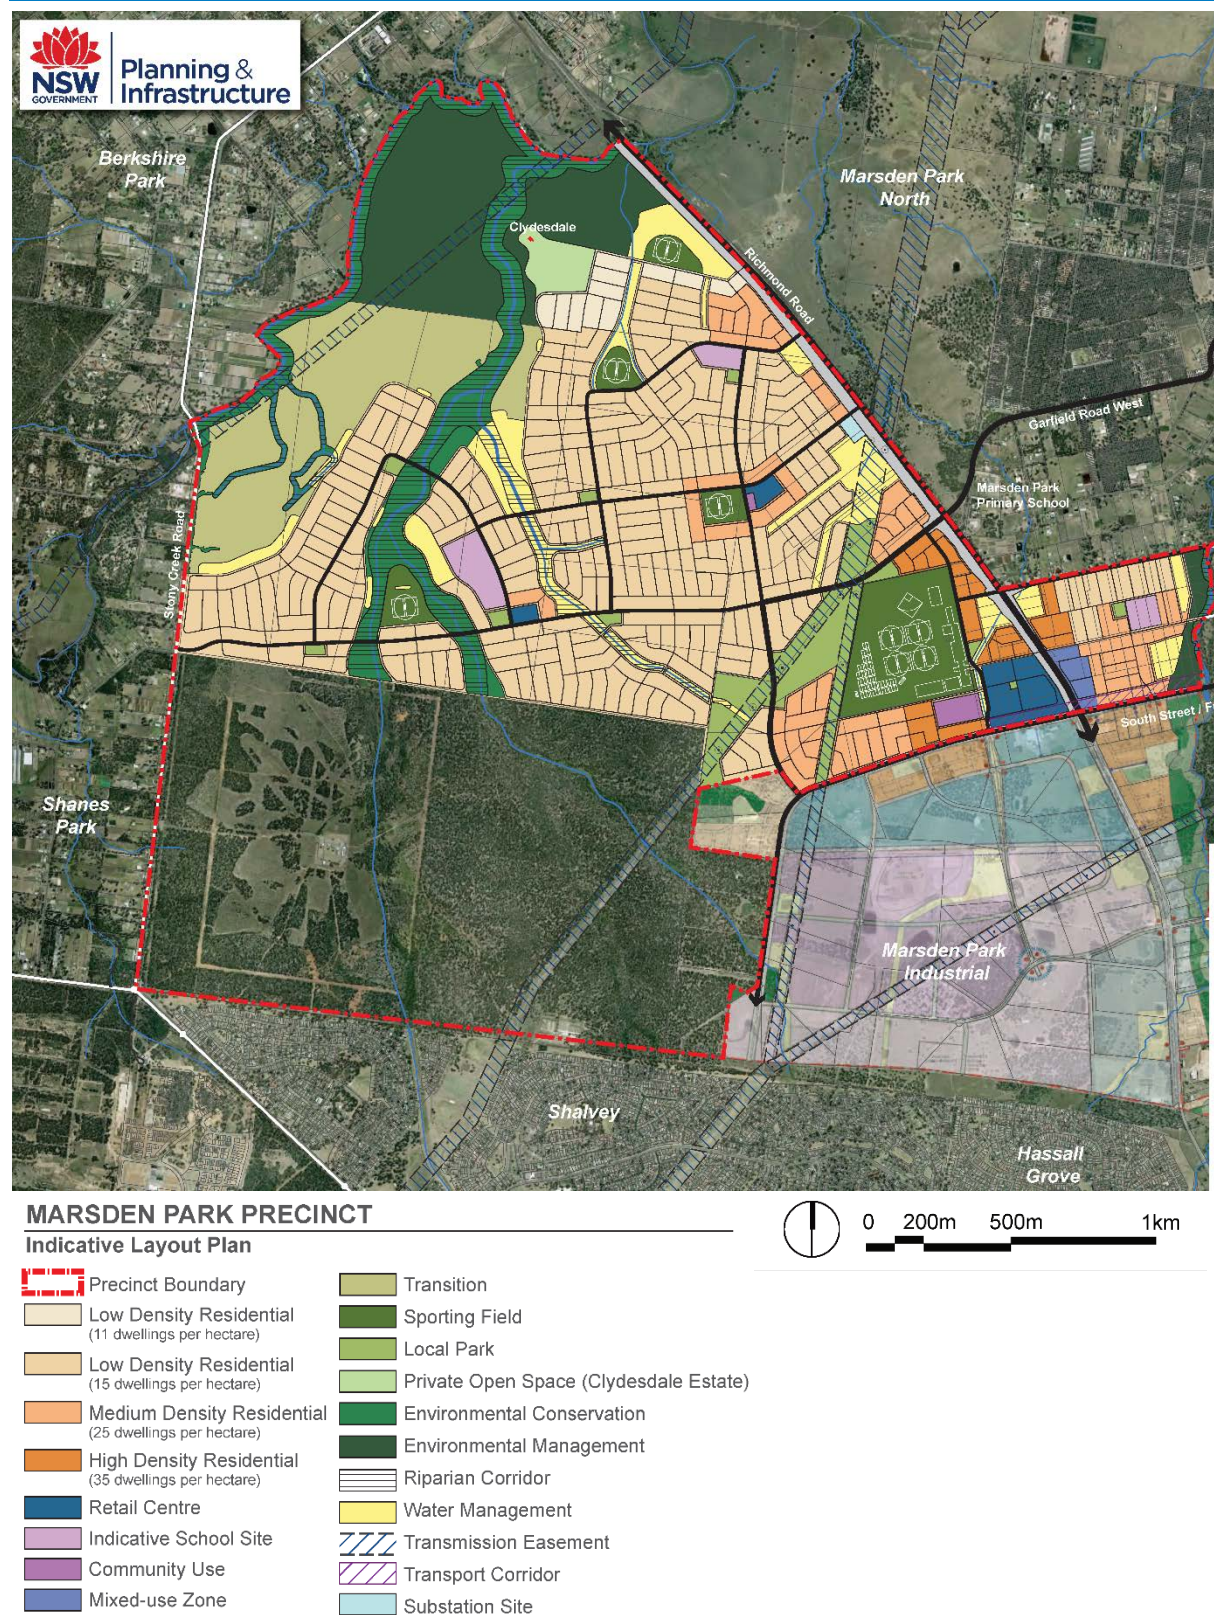 NSW
GOVERNMENT
Planning &
Infrastructure
Berkshire
Park
Marsden Park
North
Clydesdale
Richmond Road
Garfield Road West
Marsden Park
Primary School
Stony Creek Road
South Street /
Shanes
Park
Marsden Park
Industrial
Shalvey
Hassall
Grove
MARSDEN PARK PRECINCT
Indicative Layout Plan
0 200m 500m 1km
Precinct Boundary
Low Density Residential
(11 dwellings per hectare)
Low Density Residential
(15 dwellings per hectare)
Medium Density Residential
(25 dwellings per hectare)
High Density Residential
(35 dwellings per hectare)
Retail Centre
Indicative School Site
Community Use
Mixed-use Zone
Transition
Sporting Field
Local Park
Private Open Space (Clydesdale Estate)
Environmental Conservation
Environmental Management
Riparian Corridor
Water Management
Transmission Easement
Transport Corridor
Substation Site